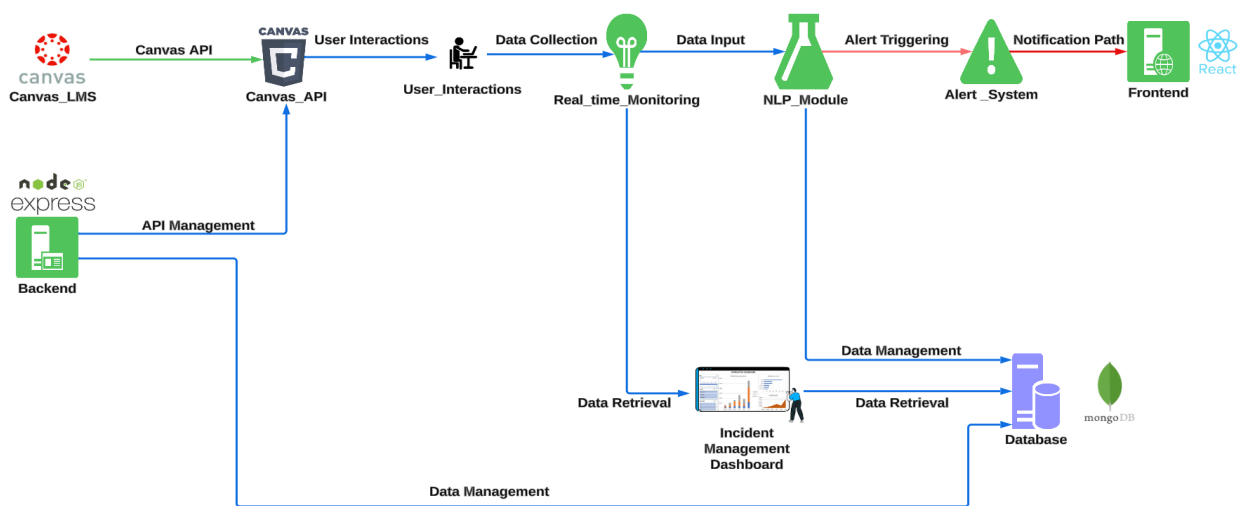 CANVAS
Canvas API
User Interactions
Data Collection
Data Input
Alert Triggering
Notification Path
canvas
React
Canvas_LMS
Canvas_API
User_Interactions
Real_time_Monitoring
NLP_Module
Alert _System
Frontend
node
JS
express
API Management
Backend
Data Management
Data Retrieval
Data Retrieval
Incident
Management
Dashboard
Database
mongoDB
Data Management